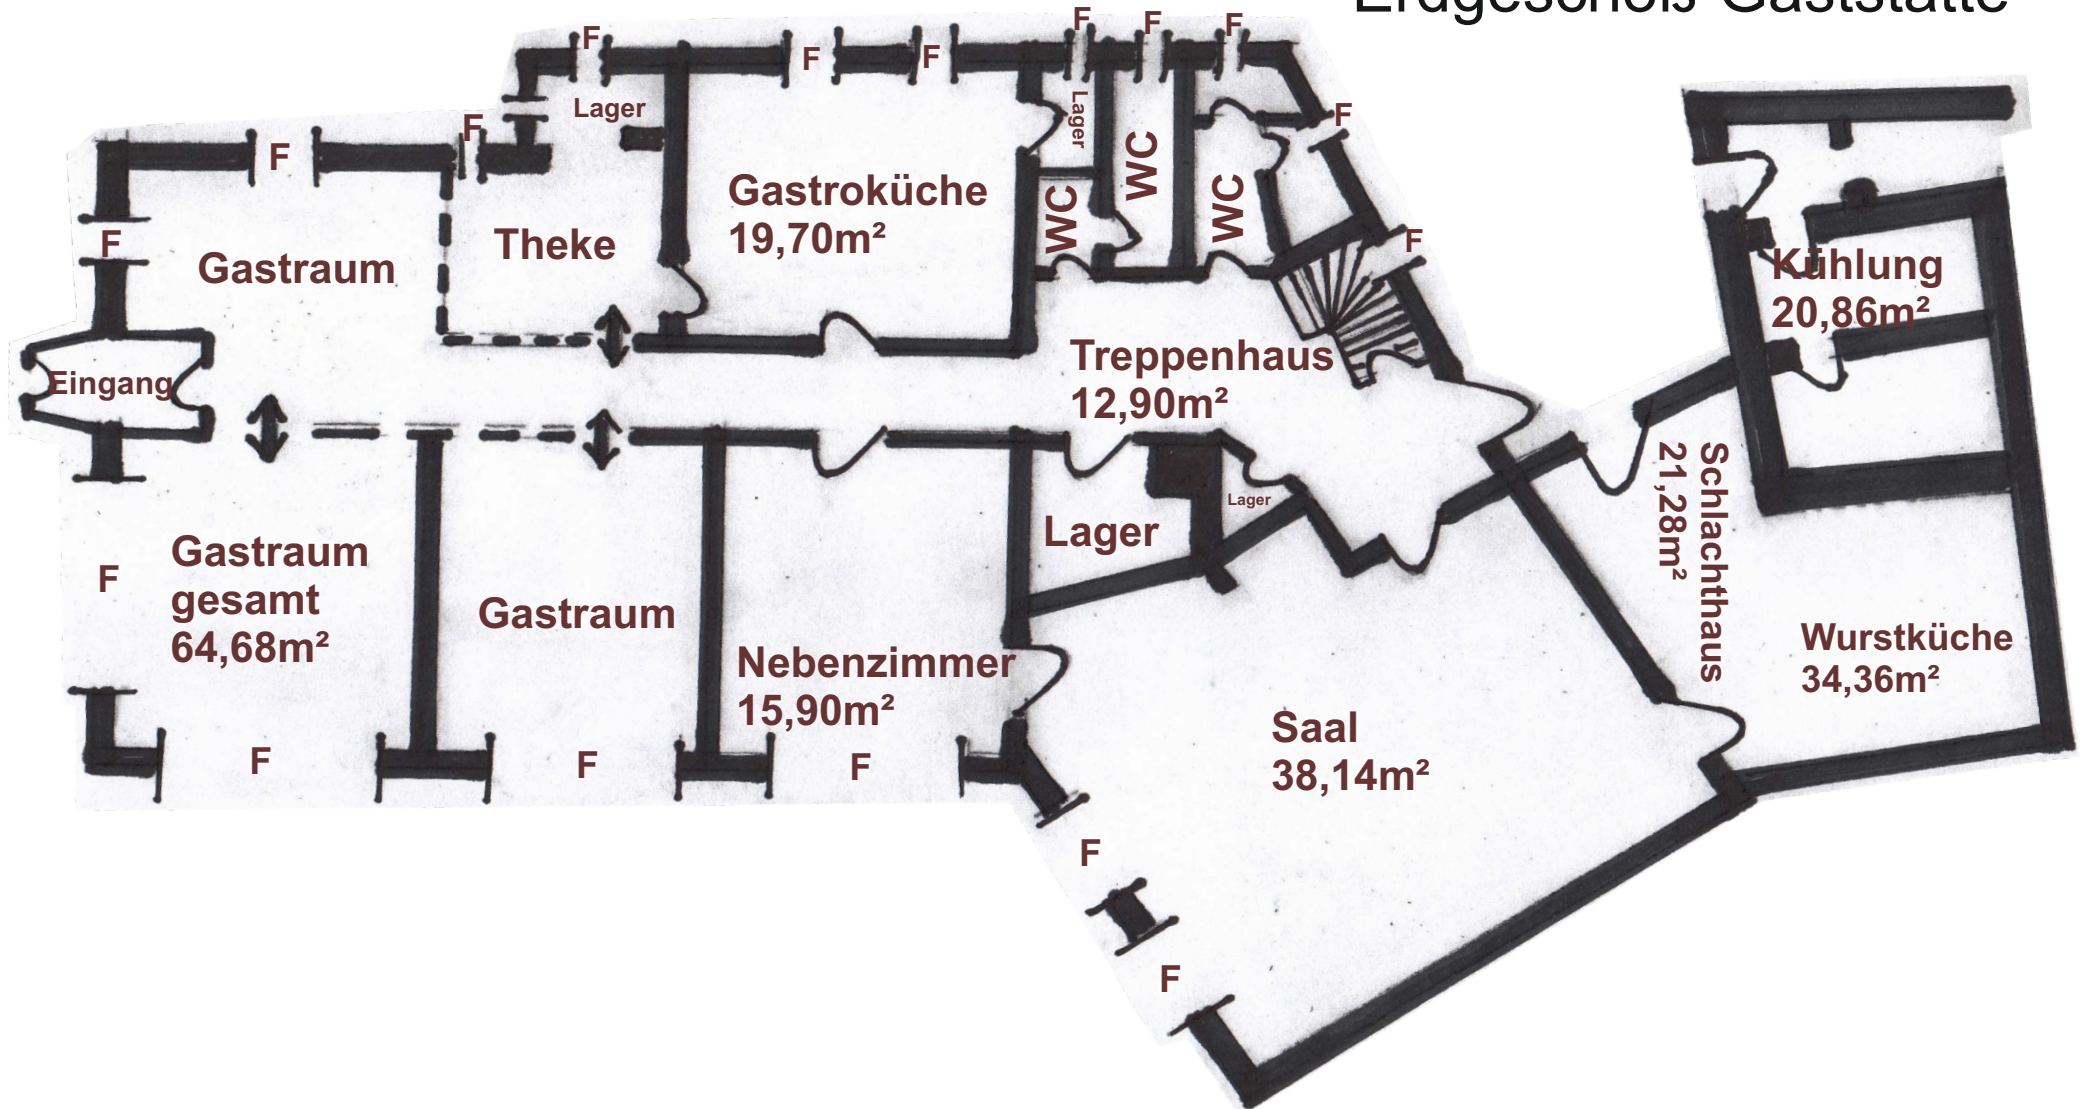 Erdgeschoß Gaststätte
F
F
F
F
F
F
F
Lager
F
Lager
F
F
WC
Gastroküche
19,70m²
WC
WC
F
Theke
F
Gastraum
Kühlung
20,86m²
Eingang
Treppenhaus
12,90m²
Schlachthaus
21,28m²
Lager
Lager
Gastraum
gesamt
64,68m²
F
Gastraum
Wurstküche
34,36m²
Nebenzimmer
15,90m²
Saal
38,14m²
F
F
F
F
F